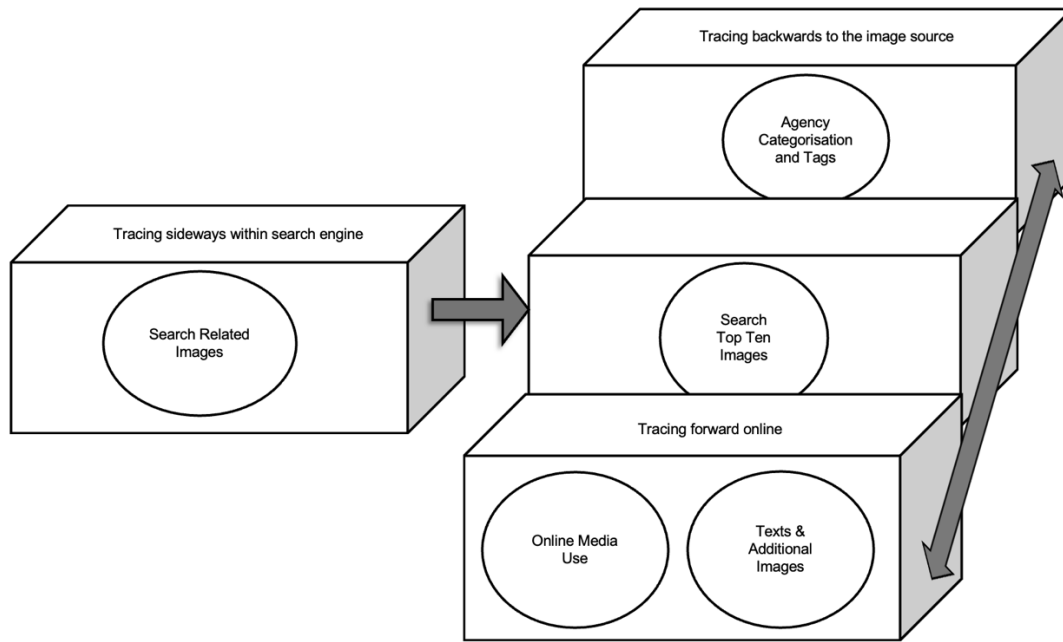 Tracing backwards to the image source
Agency
Categorisation
and Tags
Tracing sideways within search engine
Search Related
Images
Search
Top Ten
Images
Tracing forward online
Online Media
Use
Texts &
Additional
Images